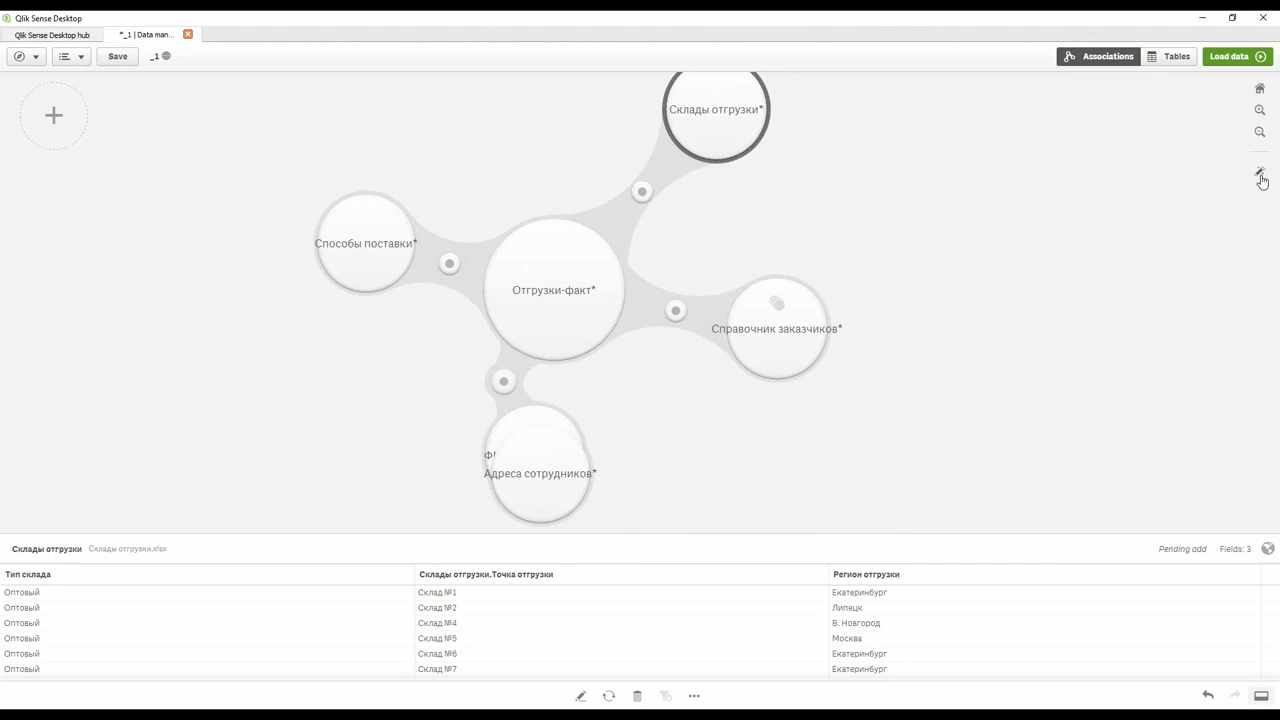 Qlik Sense Desktop
Qlik Sense Desktop hub
*_1 | Data man...
Save
_1
Associations
Tables
Load data
Склады отгрузки*
Способы поставки*
Отгрузки-факт*
Справочник заказчиков*
Ф!
Адреса сотрудников*
Склады отгрузки Склады отгрузки.xlsx Pending add Fields: 3
Тип склада Склады отгрузки.Точка отгрузки Регион отгрузки
Оптовый Склад №1 Екатеринбург
Оптовый Склад №2 Липецк
Оптовый Склад №4 В. Новгород
Оптовый Склад №5 Москва
Оптовый Склад №6 Екатеринбург
Оптовый Склад №7 Екатеринбург